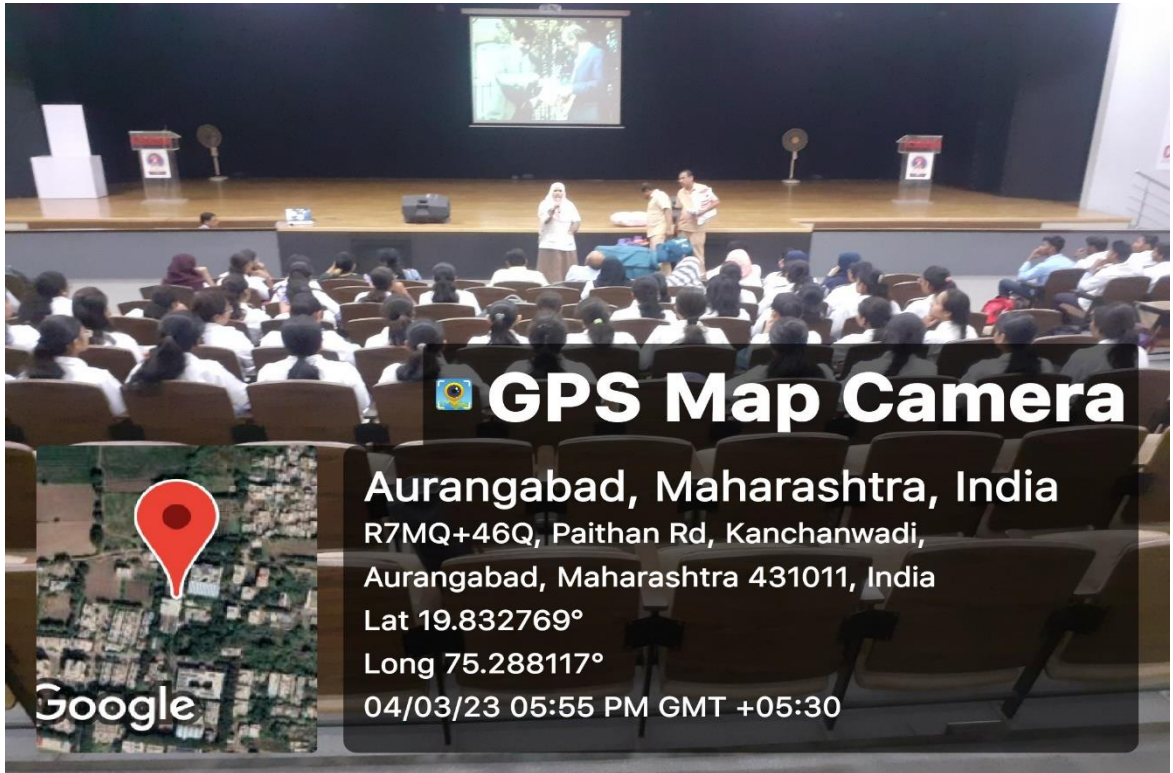 GPS Map Camera
Aurangabad, Maharashtra, India
R7MQ+46Q, Paithan Rd, Kanchanwadi,
Aurangabad, Maharashtra 431011, India
Lat 19.832769°
Long 75.288117°
04/03/23 05:55 PM GMT +05:30
Google